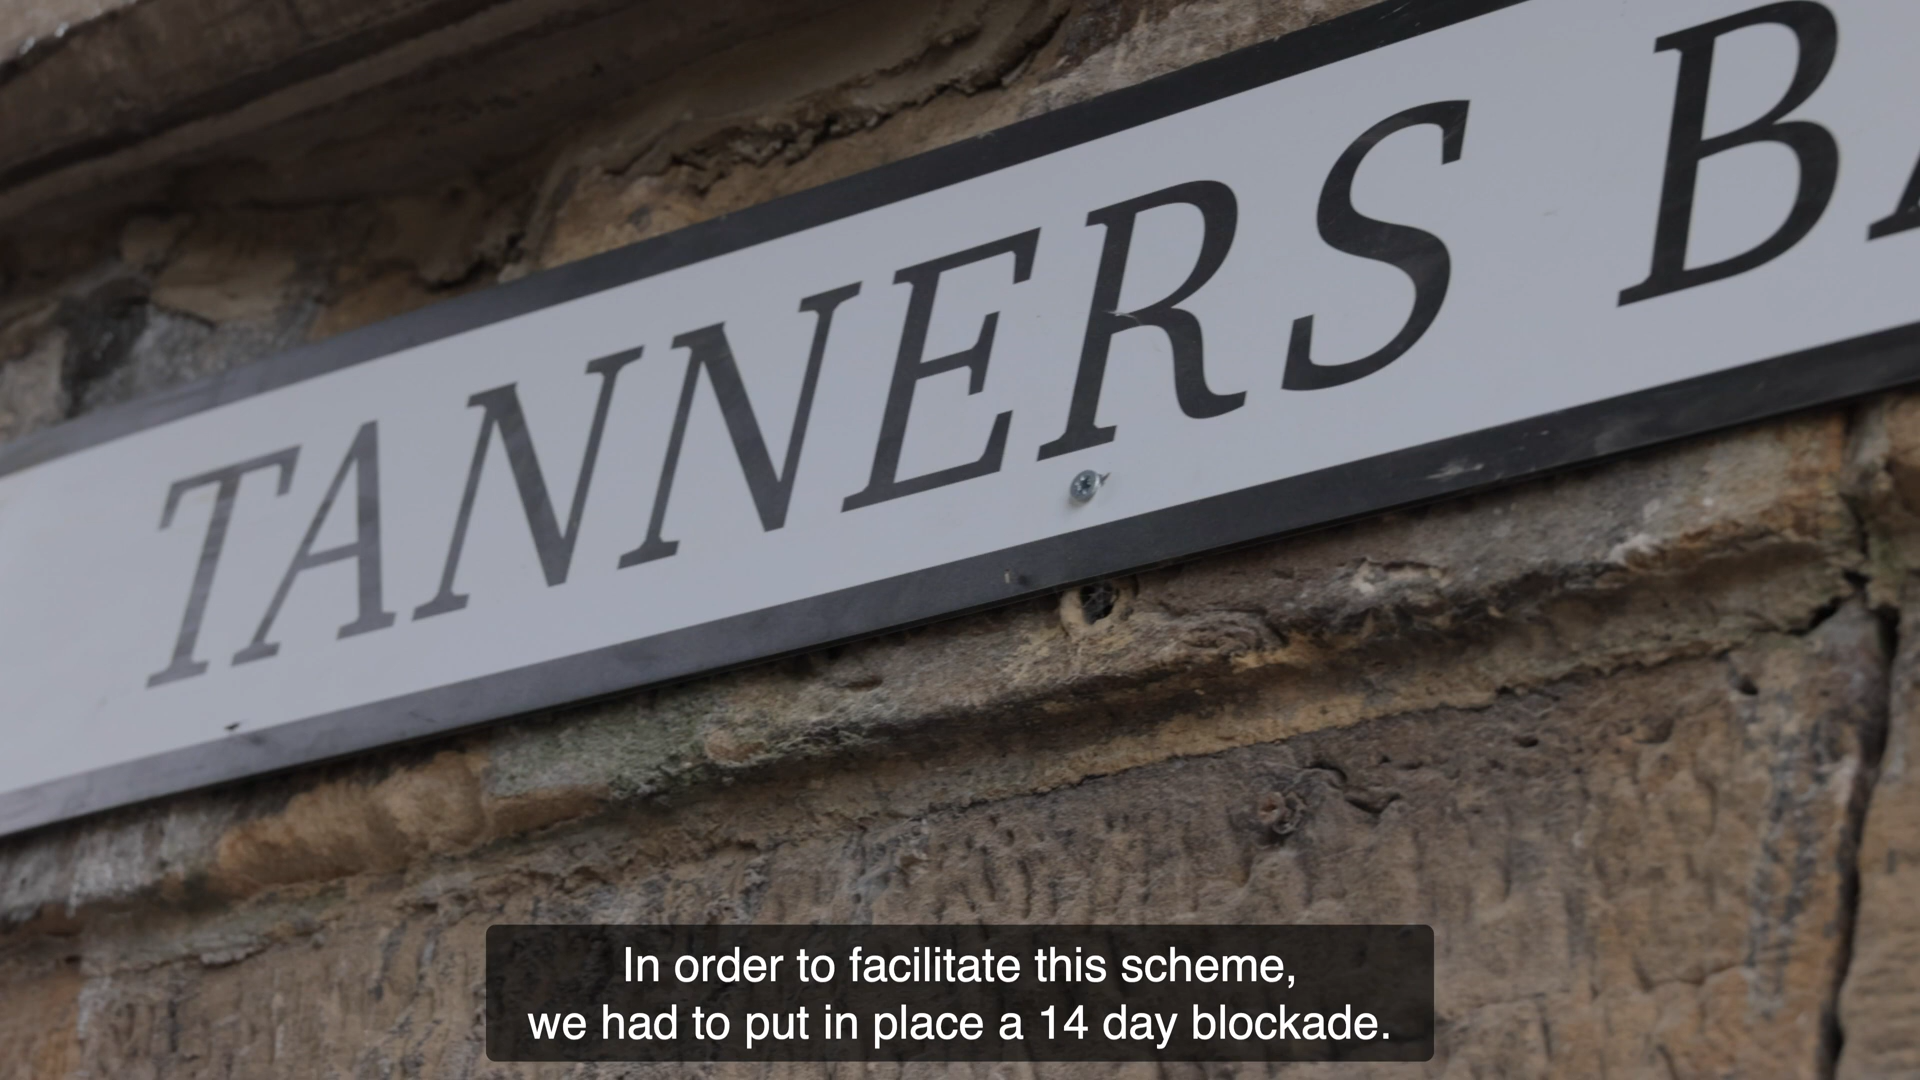 TANNERS B
In order to facilitate this scheme,
we had to put in place a 14 day blockade.